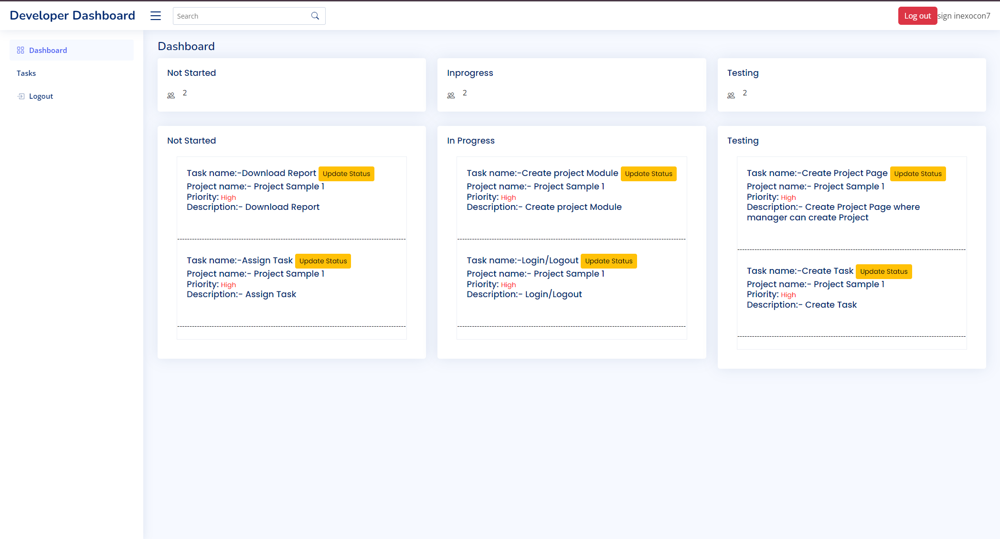 Developer Dashboard
Search
Log out
sign inexocon7
Dashboard
Tasks
Logout
Dashboard
Not Started
2
Inprogress
2
Testing
2
Not Started
Task name:-Download Report Update Status
Project name:- Project Sample 1
Priority: High
Description:- Download Report
Task name:-Assign Task Update Status
Project name:- Project Sample 1
Priority: High
Description:- Assign Task
In Progress
Task name:-Create project Module Update Status
Project name:- Project Sample 1
Priority: High
Description:- Create project Module
Task name:-Login/Logout Update Status
Project name:- Project Sample 1
Priority: High
Description:- Login/Logout
Testing
Task name:-Create Project Page Update Status
Project name:- Project Sample 1
Priority: High
Description:- Create Project Page where
manager can create Project
Task name:-Create Task Update Status
Project name:- Project Sample 1
Priority: High
Description:- Create Task